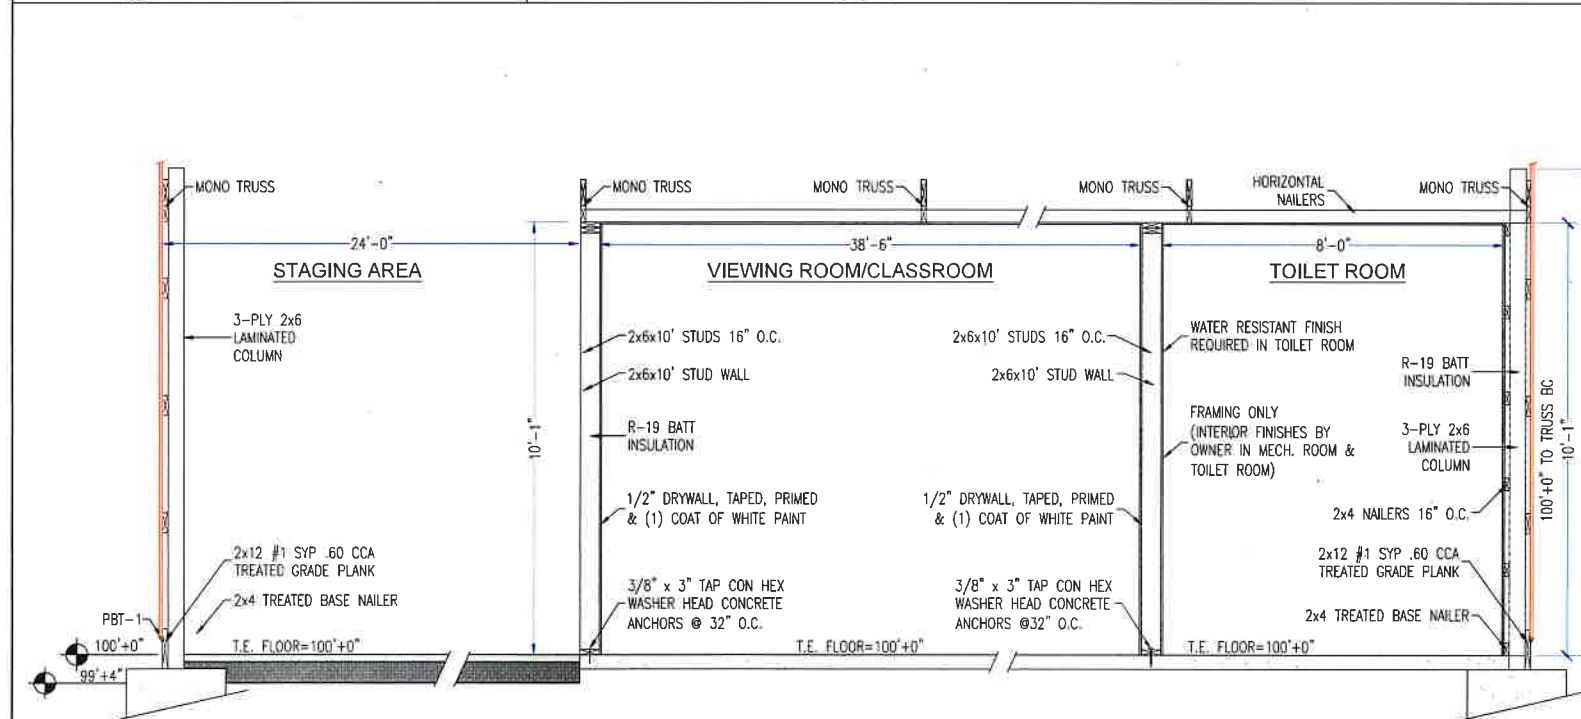 MONO TRUSS
MONO TRUSS
MONO TRUSS
MONO TRUSS
HORIZONTAL
NAILERS
MONO TRUSS
24'-0"
38'-6"
8'-0"
STAGING AREA
VIEWING ROOM/CLASSROOM
TOILET ROOM
3-PLY 2x6
LAMINATED
COLUMN
10'-1"
2x6x10' STUDS 16" O.C.
2x6x10' STUD WALL
R-19 BATT
INSULATION
1/2" DRYWALL, TAPED, PRIMED
& (1) COAT OF WHITE PAINT
3/8" x 3" TAP CON HEX
WASHER HEAD CONCRETE
ANCHORS @ 32" O.C.
2x6x10' STUDS 16" O.C.
2x6x10' STUD WALL
1/2" DRYWALL, TAPED, PRIMED
& (1) COAT OF WHITE PAINT
3/8" x 3" TAP CON HEX
WASHER HEAD CONCRETE
ANCHORS @32" O.C.
WATER RESISTANT FINISH
REQUIRED IN TOILET ROOM
FRAMING ONLY
(INTERIOR FINISHES BY
OWNER IN MECH. ROOM &
TOILET ROOM)
R-19 BATT
INSULATION
3-PLY 2x6
LAMINATED
COLUMN
2x4 NAILERS 16" O.C.
2x12 #1 SYP .60 CCA
TREATED GRADE PLANK
2x4 TREATED BASE NAILER
100'+0" TO TRUSS BC
10'-1"
2x12 #1 SYP .60 CCA
TREATED GRADE PLANK
2x4 TREATED BASE NAILER
PBT-1
100'+0"
T.E. FLOOR=100'+0"
T.E. FLOOR=100'+0"
T.E. FLOOR=100'+0"
99'+4"